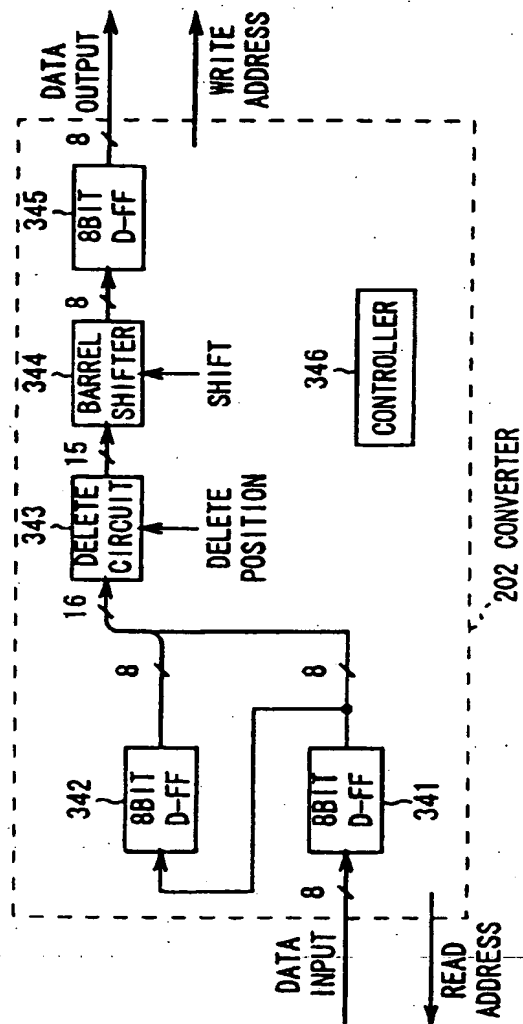 DATA
INPUT
READ
ADDRESS
8
8BIT
D-FF
341
8BIT
D-FF
342
8
8
16
DELETE
CIRCUIT
343
DELETE
POSITION
15
BARREL
SHIFTER
344
SHIFT
8
8BIT
D-FF
345
8
DATA
OUTPUT
WRITE
ADDRESS
CONTROLLER
346
202 CONVERTER